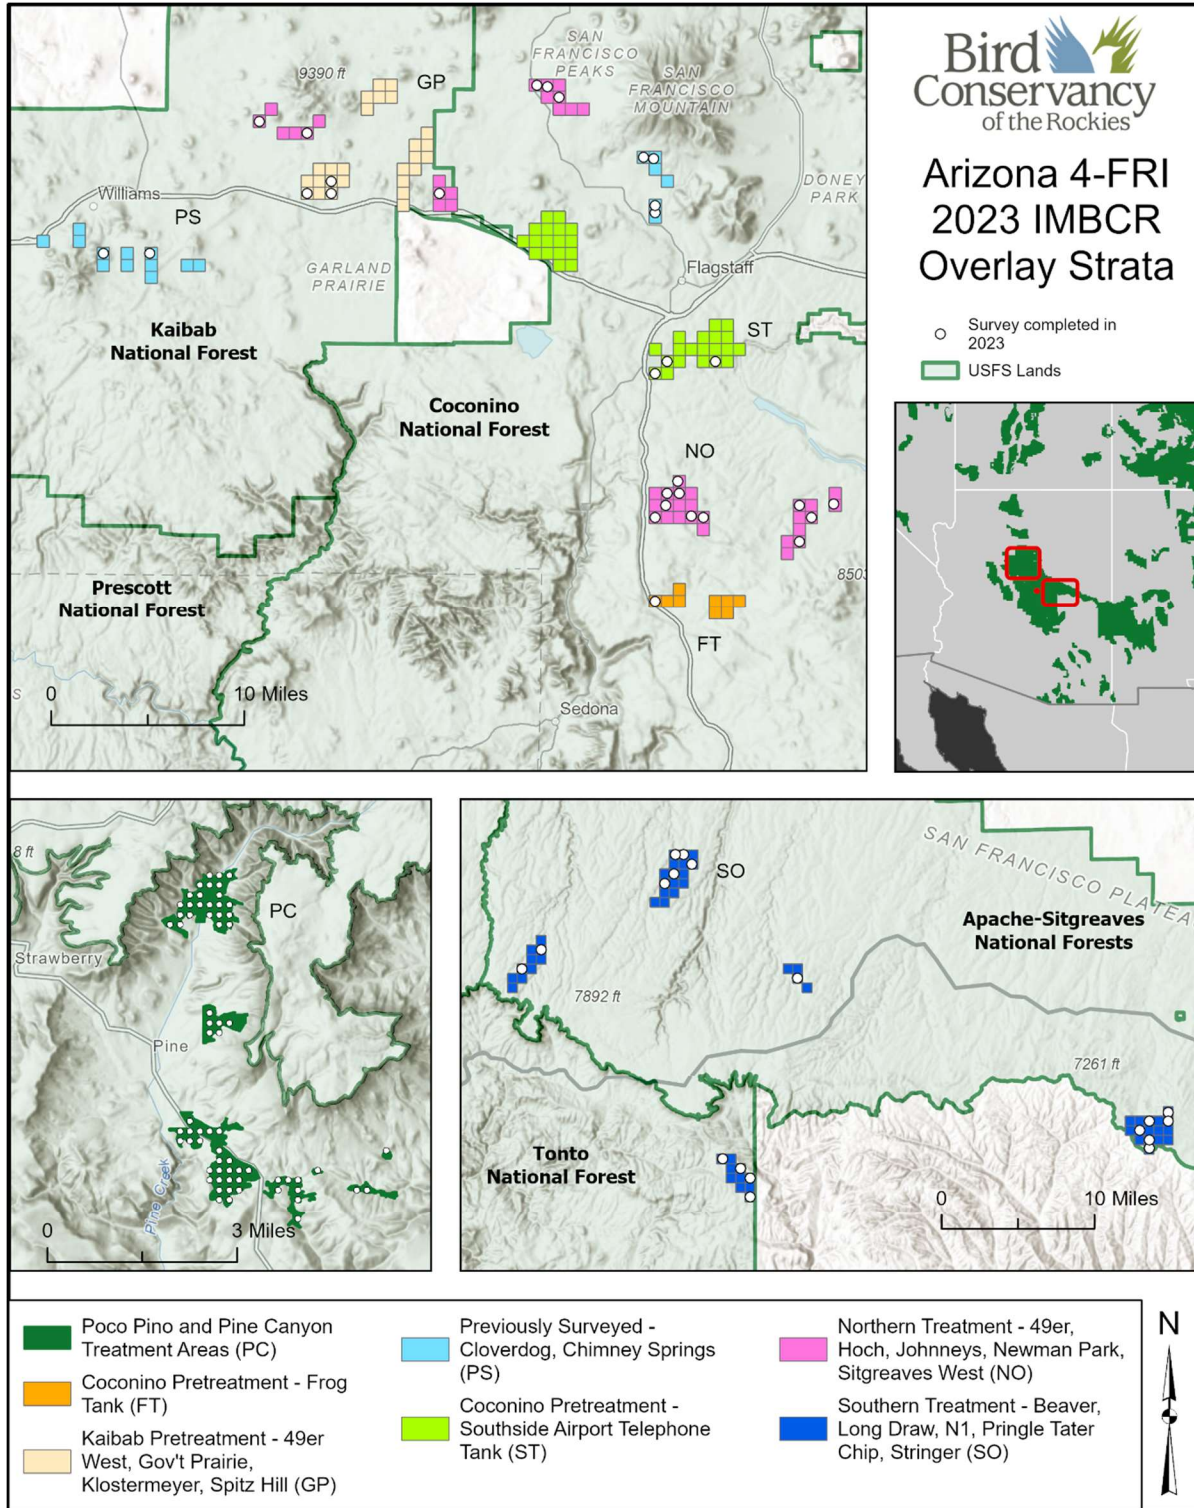 Bird
Conservancy
of the Rockies
Arizona 4-FRI
2023 IMBCR
Overlay Strata
Survey completed in
2023
USFS Lands
9390 ft
GP
SAN
FRANCISCO
PEAKS
SAN
FRANCISCO
MOUNTAIN
Williams
PS
DONEY
PARK
GARLAND
PRAIRIE
Flagstaff
Kaibab
National Forest
ST
Coconino
National Forest
NO
Prescott
National Forest
8503
FT
S
0
10 Miles
Sedona
8 ft
PC
Strawberry
Pine
Pine Creek
0
3 Miles
SO
SAN FRANCISCO PLATEA
Apache-Sitgreaves
National Forests
7892 ft
7261 ft
Tonto
National Forest
0
10 Miles
Poco Pino and Pine Canyon
Treatment Areas (PC)
Coconino Pretreatment - Frog
Tank (FT)
Kaibab Pretreatment - 49er
West, Gov't Prairie,
Klostermeyer, Spitz Hill (GP)
Previously Surveyed -
Cloverdog, Chimney Springs
(PS)
Coconino Pretreatment -
Southside Airport Telephone
Tank (ST)
Northern Treatment - 49er,
Hoch, Johnneys, Newman Park,
Sitgreaves West (NO)
Southern Treatment - Beaver,
Long Draw, N1, Pringle Tater
Chip, Stringer (SO)
N